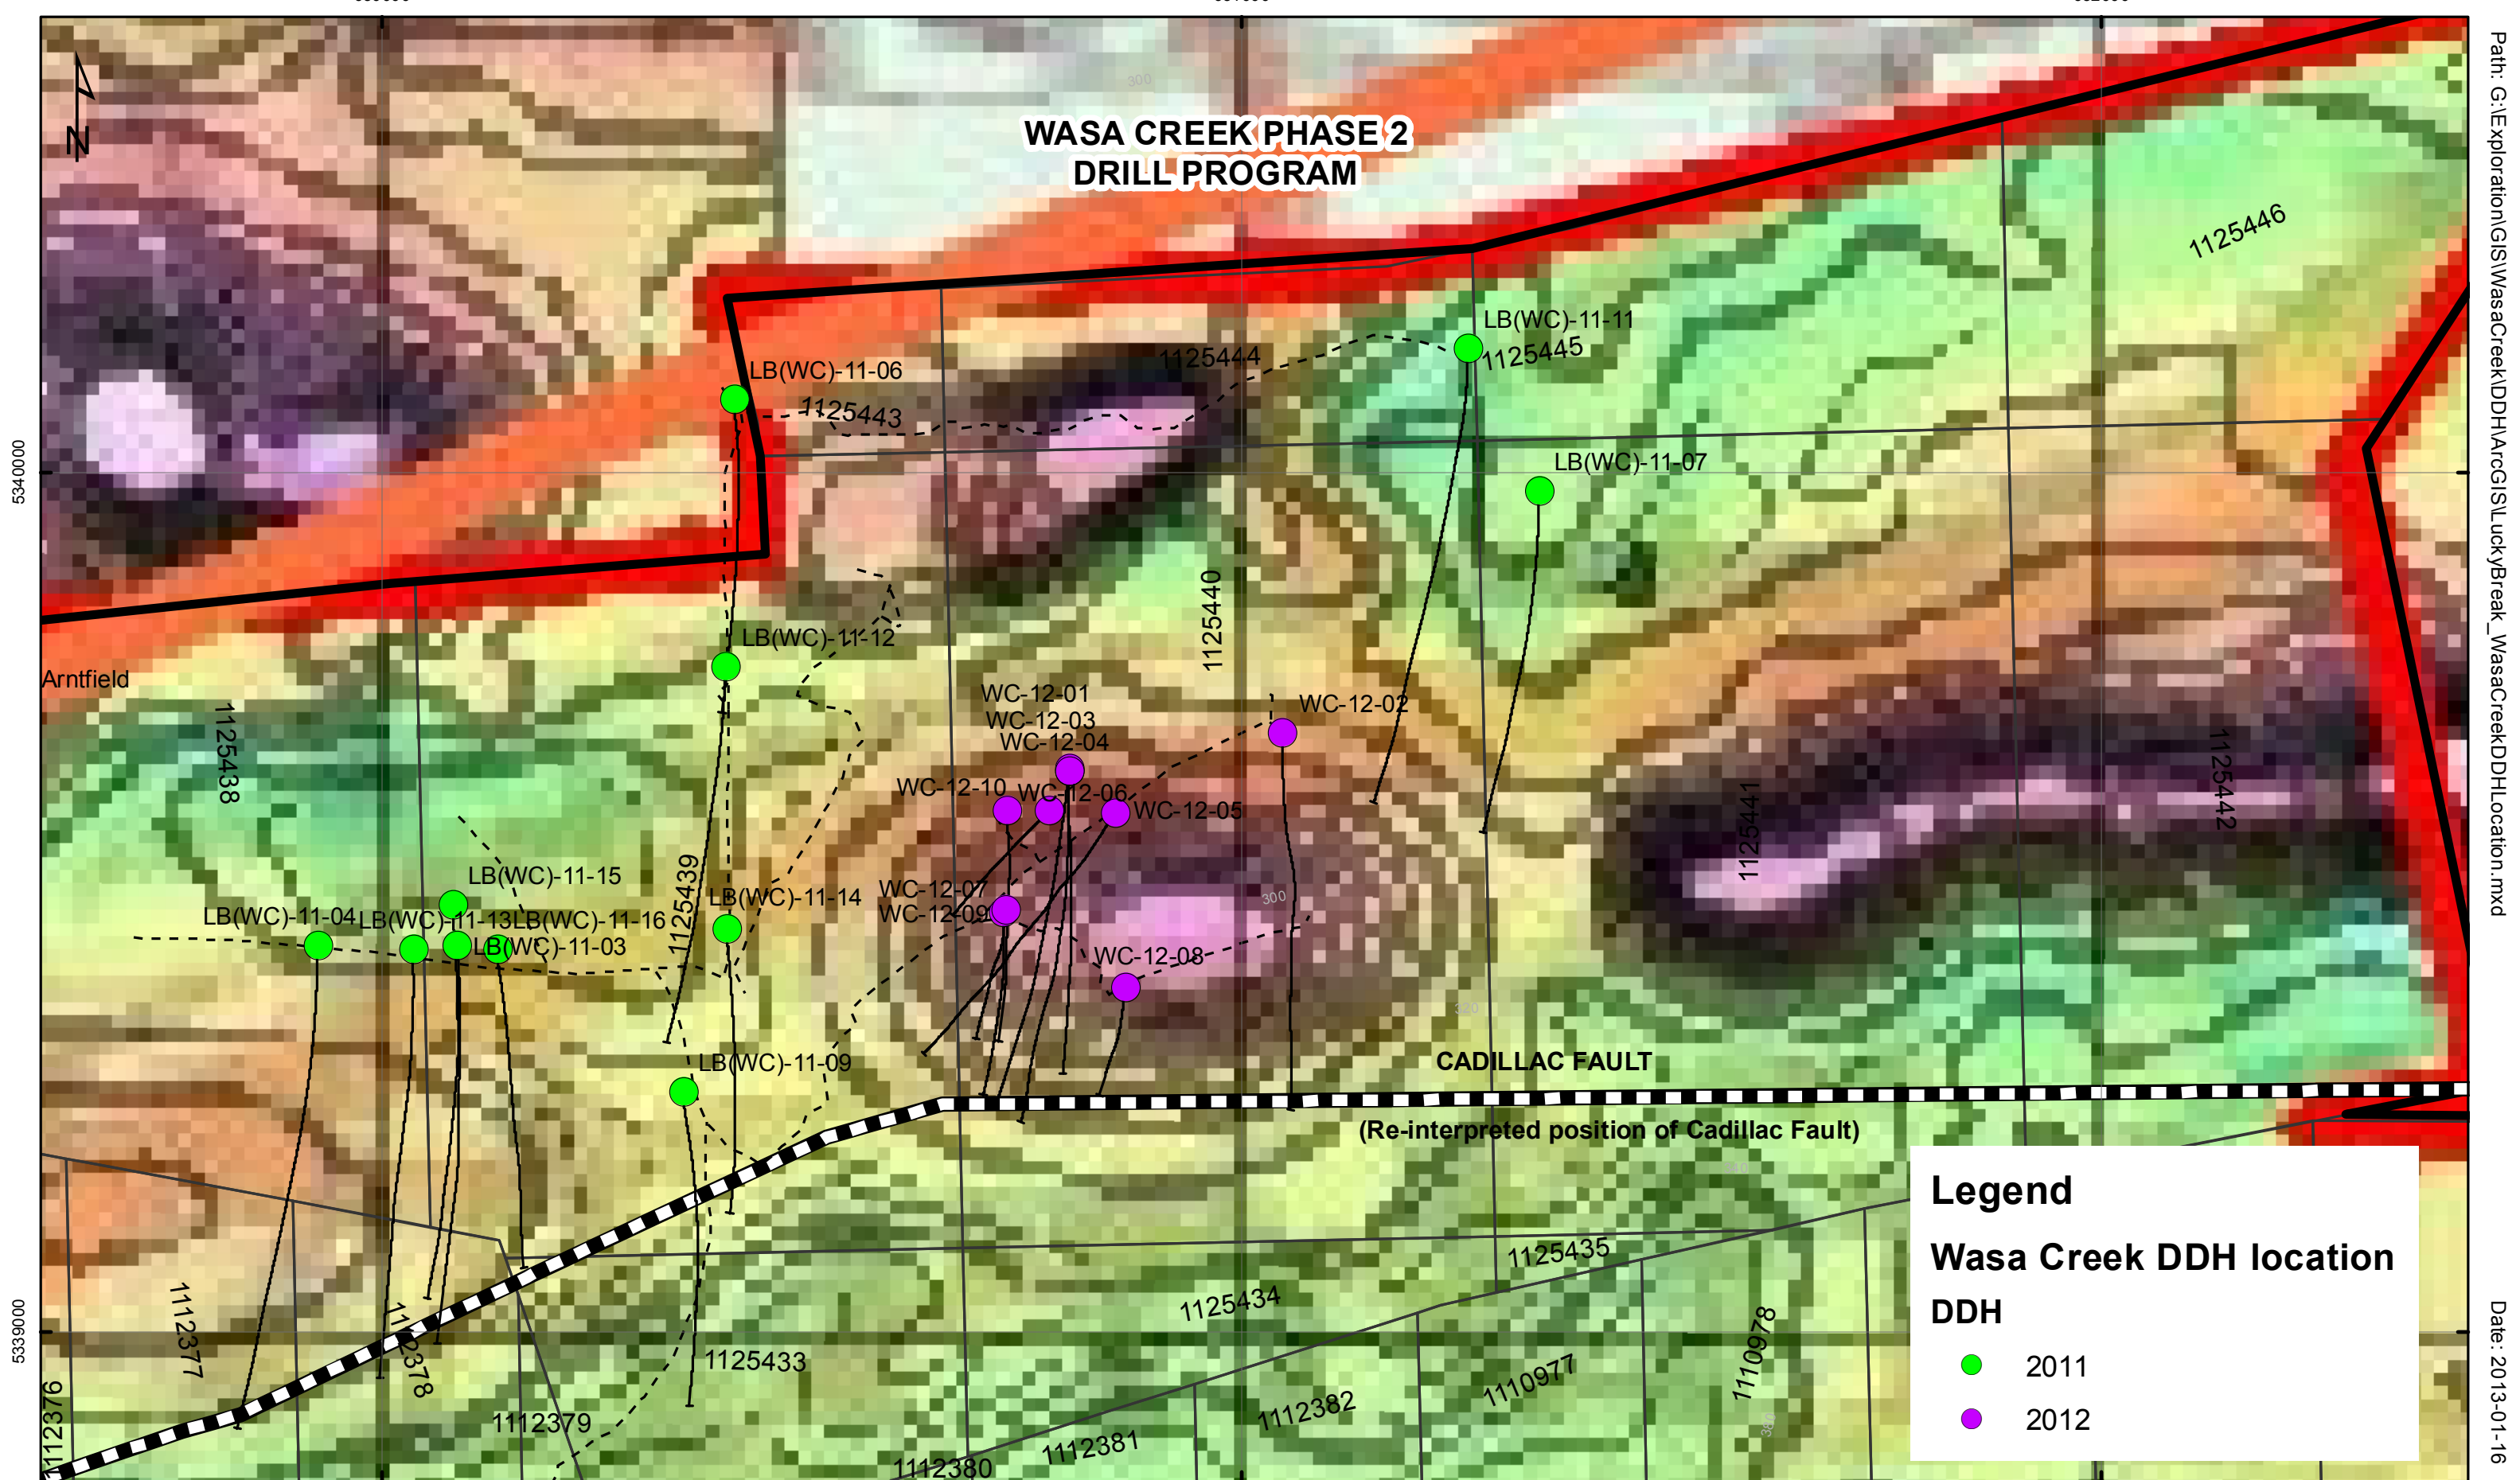 WASA CREEK PHASE 2
DRILL PROGRAM
N
300
1125446
LB(WC)-11-11
1125445
1125444
LB(WC)-11-06
1125443
LB(WC)-11-07
5340000
1125440
LB(WC)-11-12
Arntfield
1125438
WC-12-01
WC-12-03
WC-12-04
WC-12-02
WC-12-10
WC-12-06
WC-12-05
1125441
1125442
1125439
LB(WC)-11-15
LB(WC)-11-14
WC-12-07
WC-12-09
300
LB(WC)-11-04
LB(WC)-11-13
LB(WC)-11-16
LB(WC)-11-03
WC-12-08
320
LB(WC)-11-09
CADILLAC FAULT
(Re-interpreted position of Cadillac Fault)
1125435
1125434
1112377
1112378
5339000
1125433
1110978
1110977
1112376
1112379
1112382
1112381
1112380
380
Legend
Wasa Creek DDH location
DDH
2011
2012
Path: G:\Exploration\GIS\WasaCreek\DDH\ArcGIS\LuckyBreak_WasaCreekDDHLocation.mxd
Date: 2013-01-16